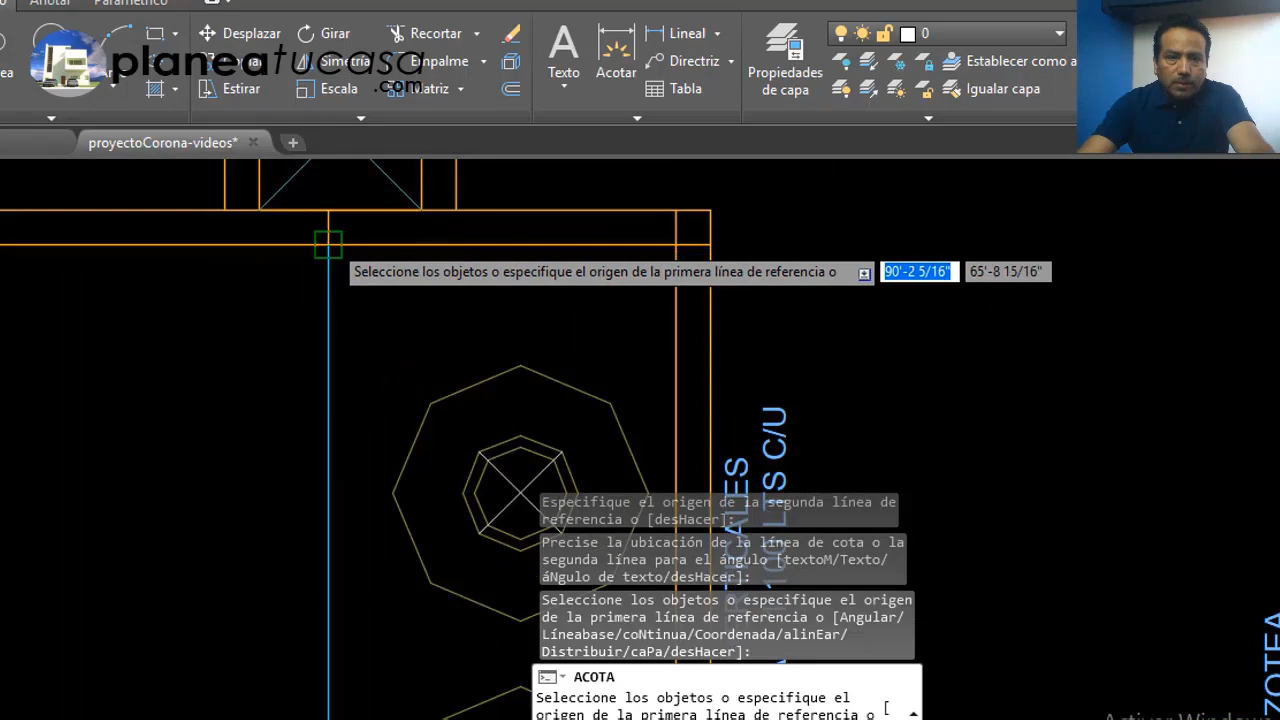 Anotar Paramétrico
planeatucasa
.com
Desplazar Girar Recortar
Simetría Empalme
Estirar Escala
Texto Acotar
Lineal
Directriz
Tabla
Propiedades
de capa
0
Establecer como a
Igualar capa
proyectoCorona-videos*
Seleccione los objetos o especifique el origen de la primera línea de referencia o 90'-2 5/16" 65'-8 15/16"
Especifique el origen de la segunda línea de
referencia o [desHacer]:
Precise la ubicación de la línea de cota o la
segunda línea para el ángulo [textoM/Texto/
áNgulo de texto/desHacer]:
Seleccione los objetos o especifique el origen
de la primera línea de referencia o [Angular/
Líneabase/coNtinua/Coordenada/alinEar/
Distribuir/caPa/desHacer]:
ACOTA
Seleccione los objetos o especifique el
origen de la primera línea de referencia o [
LTS C/U